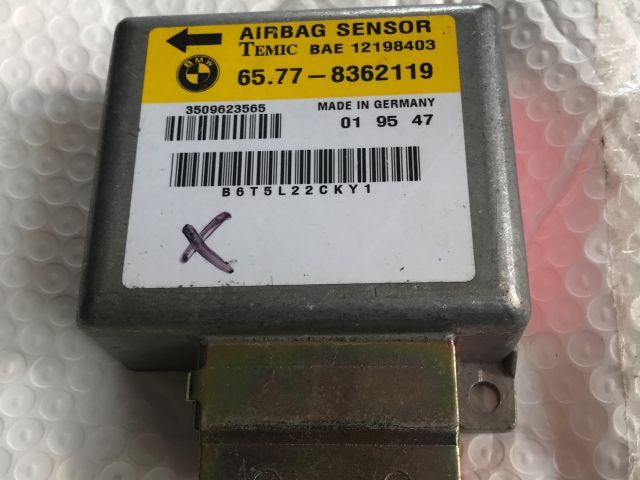 AIRBAG SENSOR
TEMIC BAE 12198403
BMW
65.77-8362119
3509623565
MADE IN GERMANY
01 95 47
B6T5L22CKY1
X